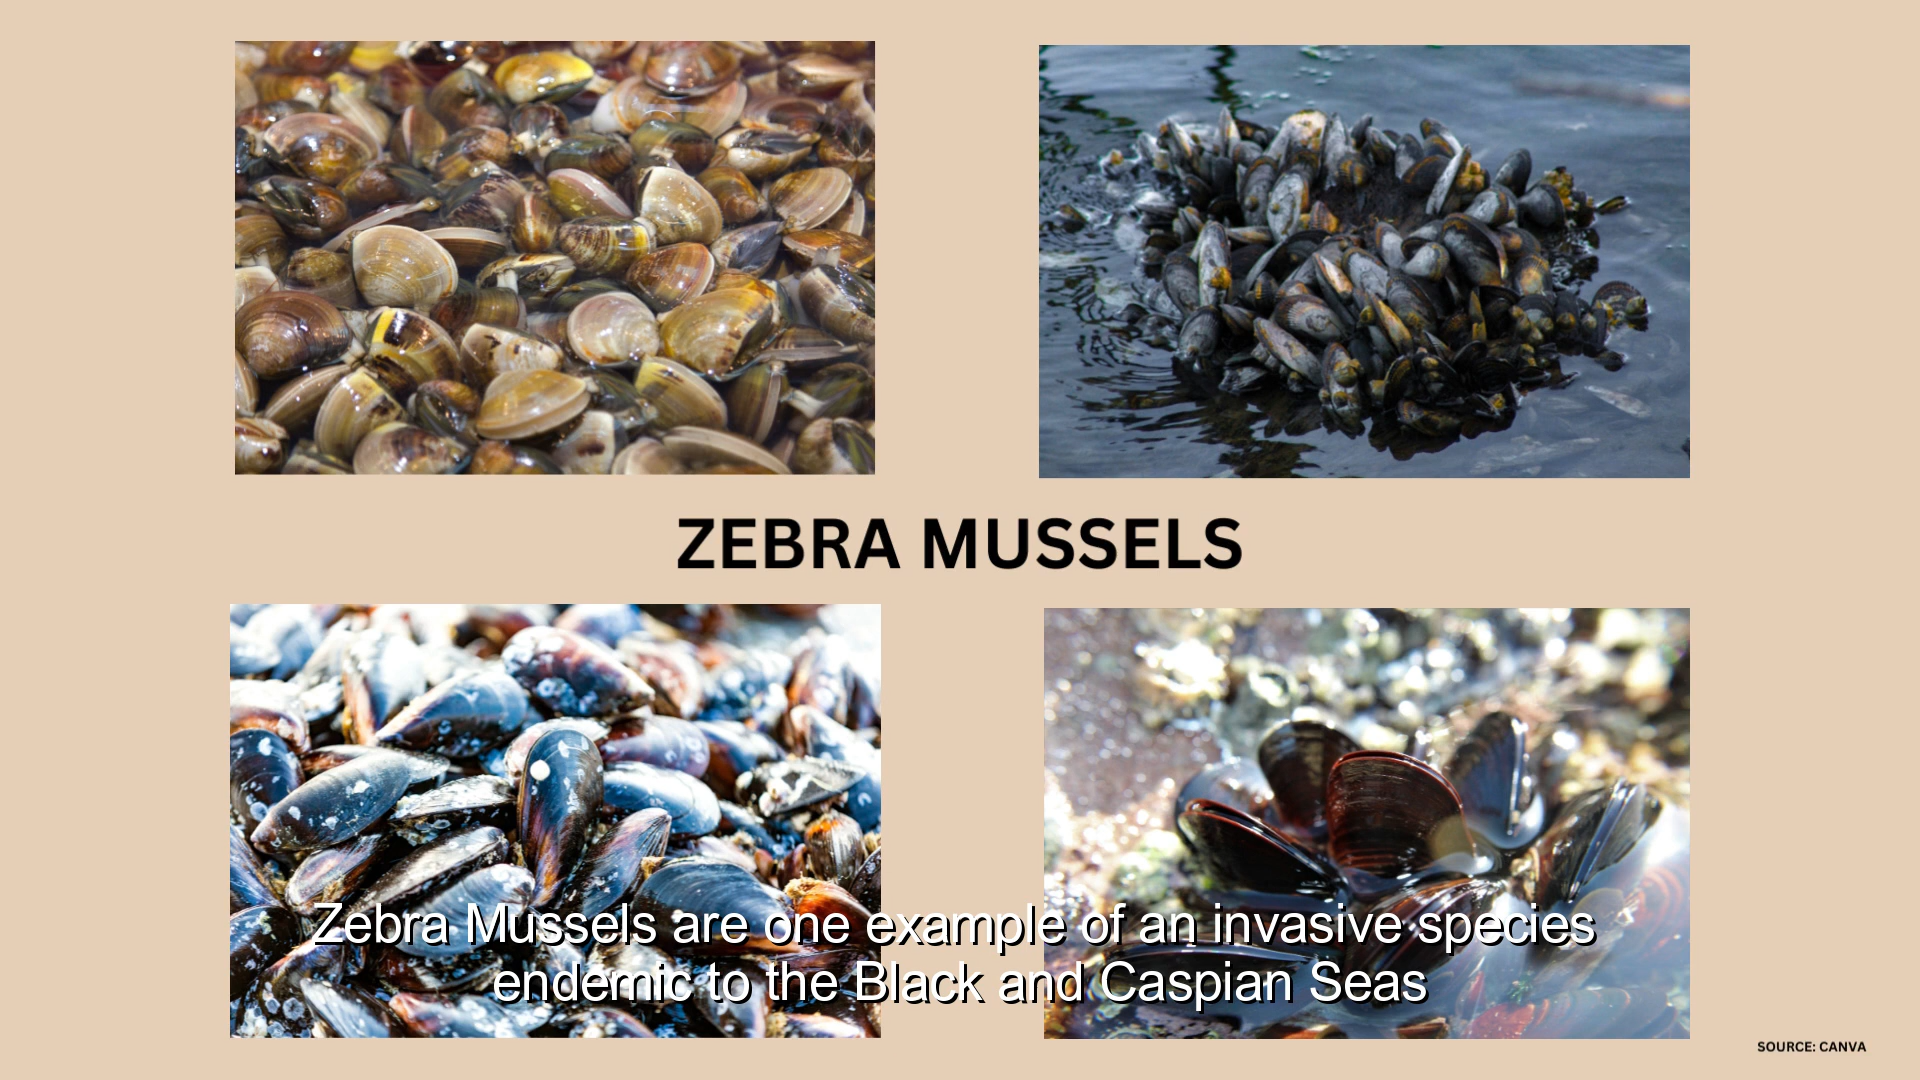 ZEBRA MUSSELS
Zebra Mussels are one example of an invasive species
endemic to the Black and Caspian Seas
SOURCE: CANVA